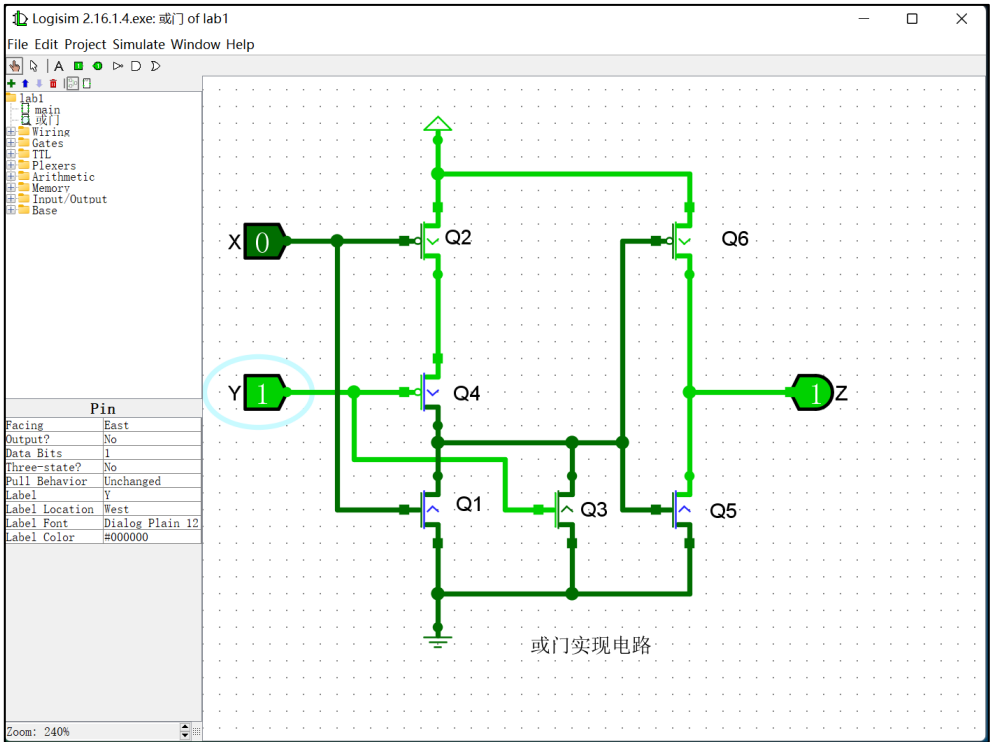 Logisim 2.16.1.4.exe: 或门 of lab1
File Edit Project Simulate Window Help
lab1
main
或门
Wiring
Gates
TTL
Plexers
Arithmetic
Memory
Input/Output
Base
Pin
Facing East
Output? No
Data Bits 1
Three-state? No
Pull Behavior Unchanged
Label Y
Label Location West
Label Font Dialog Plain 12
Label Color #000000
Zoom: 240%
X 0
Q2
Q6
Y 1
Q4
1 Z
Q1
Q3
Q5
或门实现电路